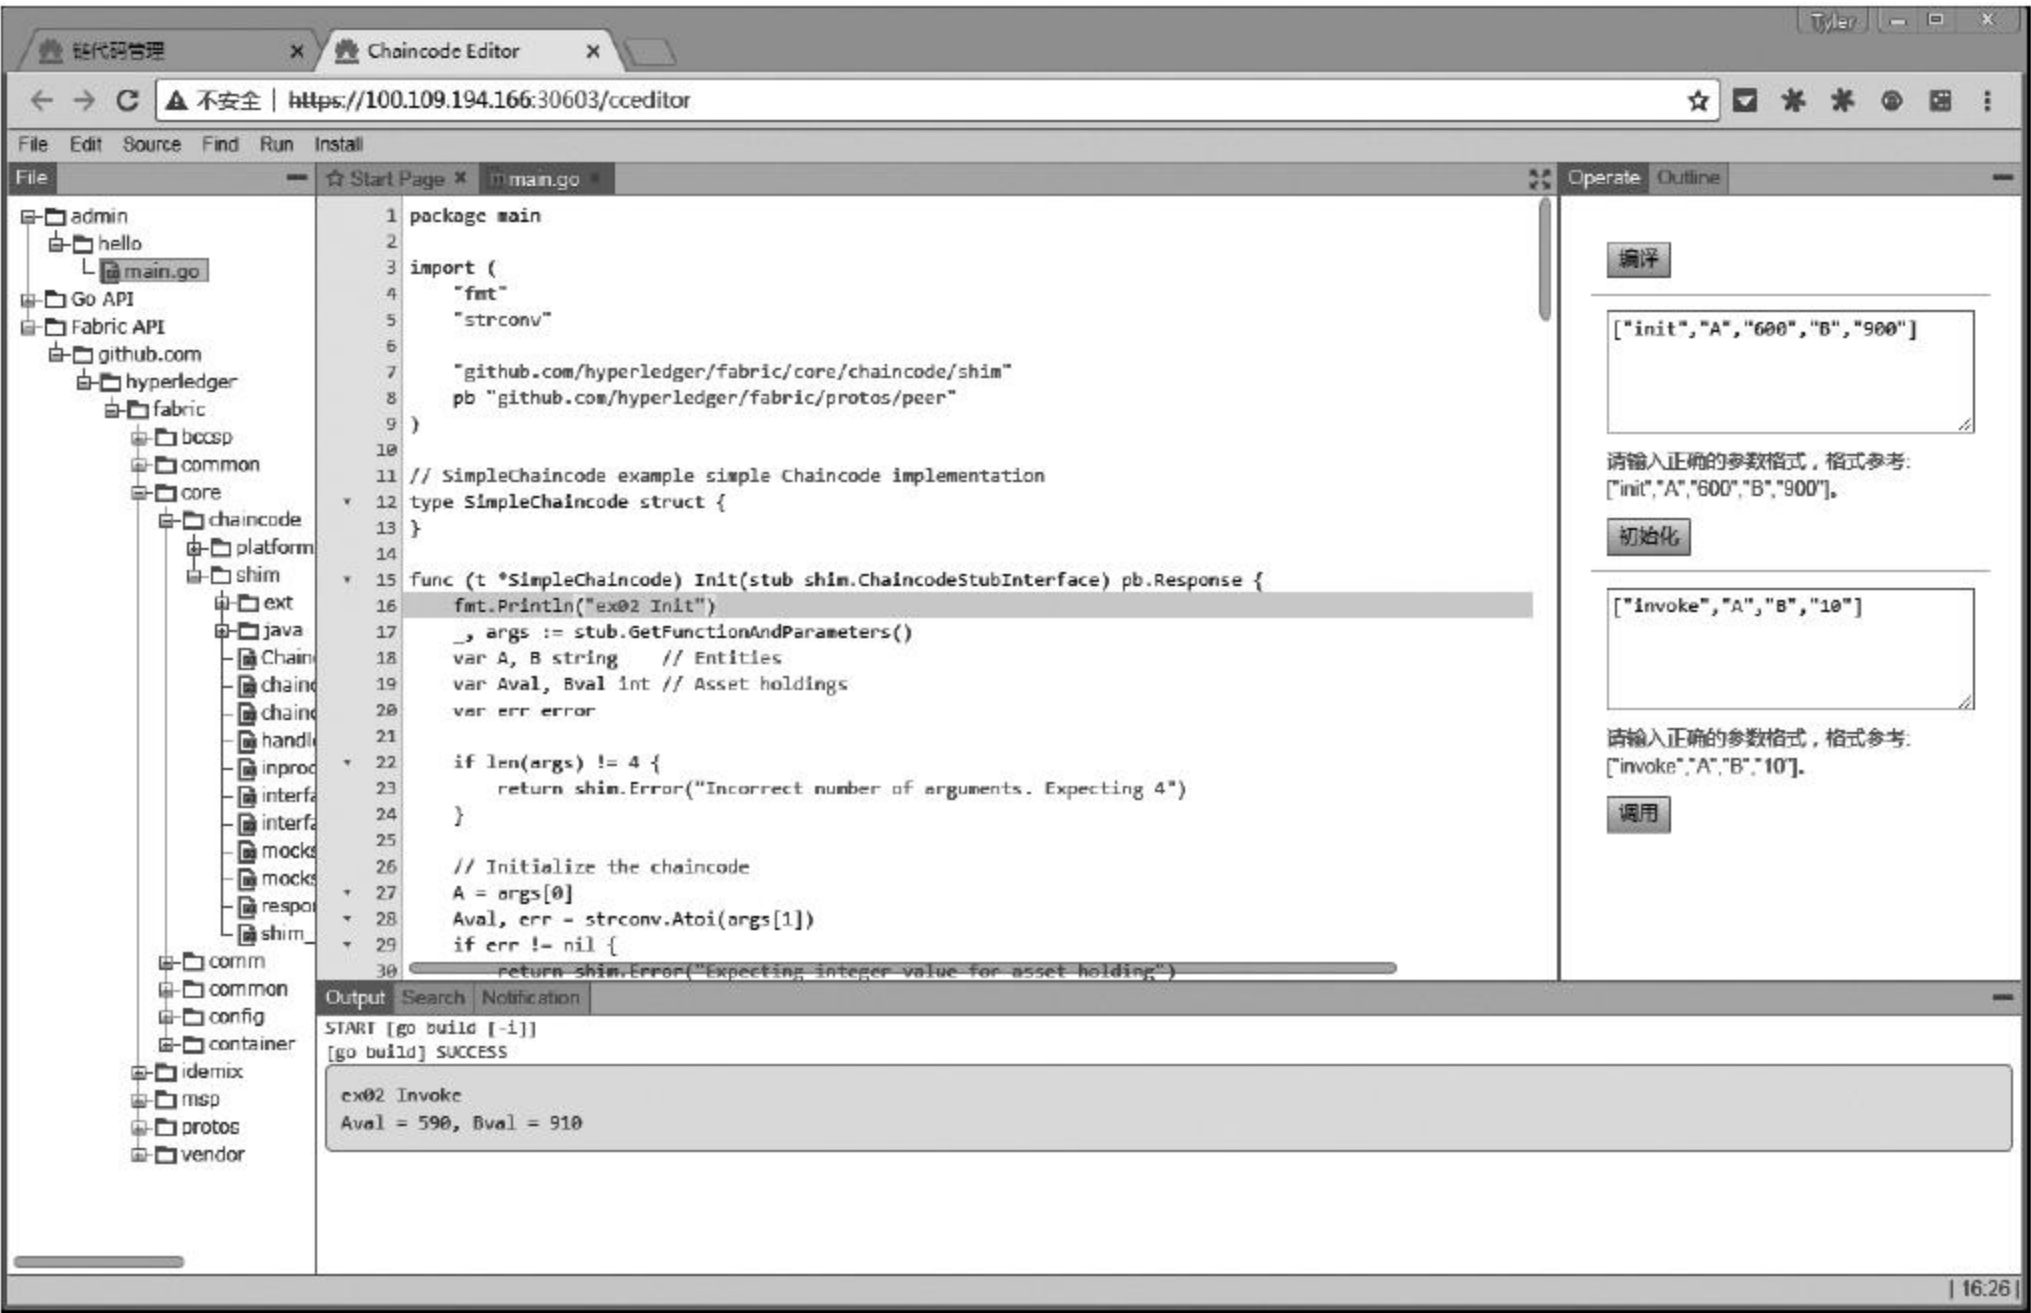 Tyler
链代码管理
Chaincode Editor
不安全 | https://100.109.194.166:30603/cceditor
File Edit Source Find Run Install
File
admin
hello
main.go
Go API
Fabric API
github.com
hyperledger
fabric
bccsp
common
core
chaincode
platform
shim
ext
java
Chain
chainc
chainc
handl
inproc
interfa
interfa
mocks
mocks
respo
shim_
comm
common
config
container
idemix
msp
protos
vendor
Start Page main.go
1 package main
2
3 import (
4 "fmt"
5 "strconv"
6
7 "github.com/hyperledger/fabric/core/chaincode/shim"
8 pb "github.com/hyperledger/fabric/protos/peer"
9 )
10
11 // SimpleChaincode example simple Chaincode implementation
12 type SimpleChaincode struct {
13 }
14
15 func (t *SimpleChaincode) Init(stub shim.ChaincodeStubInterface) pb.Response {
16 fmt.Println("ex02 Init")
17 _, args := stub.GetFunctionAndParameters()
18 var A, B string // Entities
19 var Aval, Bval int // Asset holdings
20 var err error
21
22 if len(args) != 4 {
23 return shim.Error("Incorrect number of arguments. Expecting 4")
24 }
25
26 // Initialize the chaincode
27 A = args[0]
28 Aval, err = strconv.Atoi(args[1])
29 if err != nil {
30 return shim.Error("Expecting integer value for asset holding")
Operate Outline
编译
["init","A","600","B","900"]
请输入正确的参数格式，格式参考:
["init","A","600","B","900"]。
初始化
["invoke","A","B","10"]
请输入正确的参数格式，格式参考:
["invoke","A","B","10"]。
调用
Output Search Notification
START [go build [-i]]
[go build] SUCCESS
ex02 Invoke
Aval = 590, Bval = 910
| 16:26 |